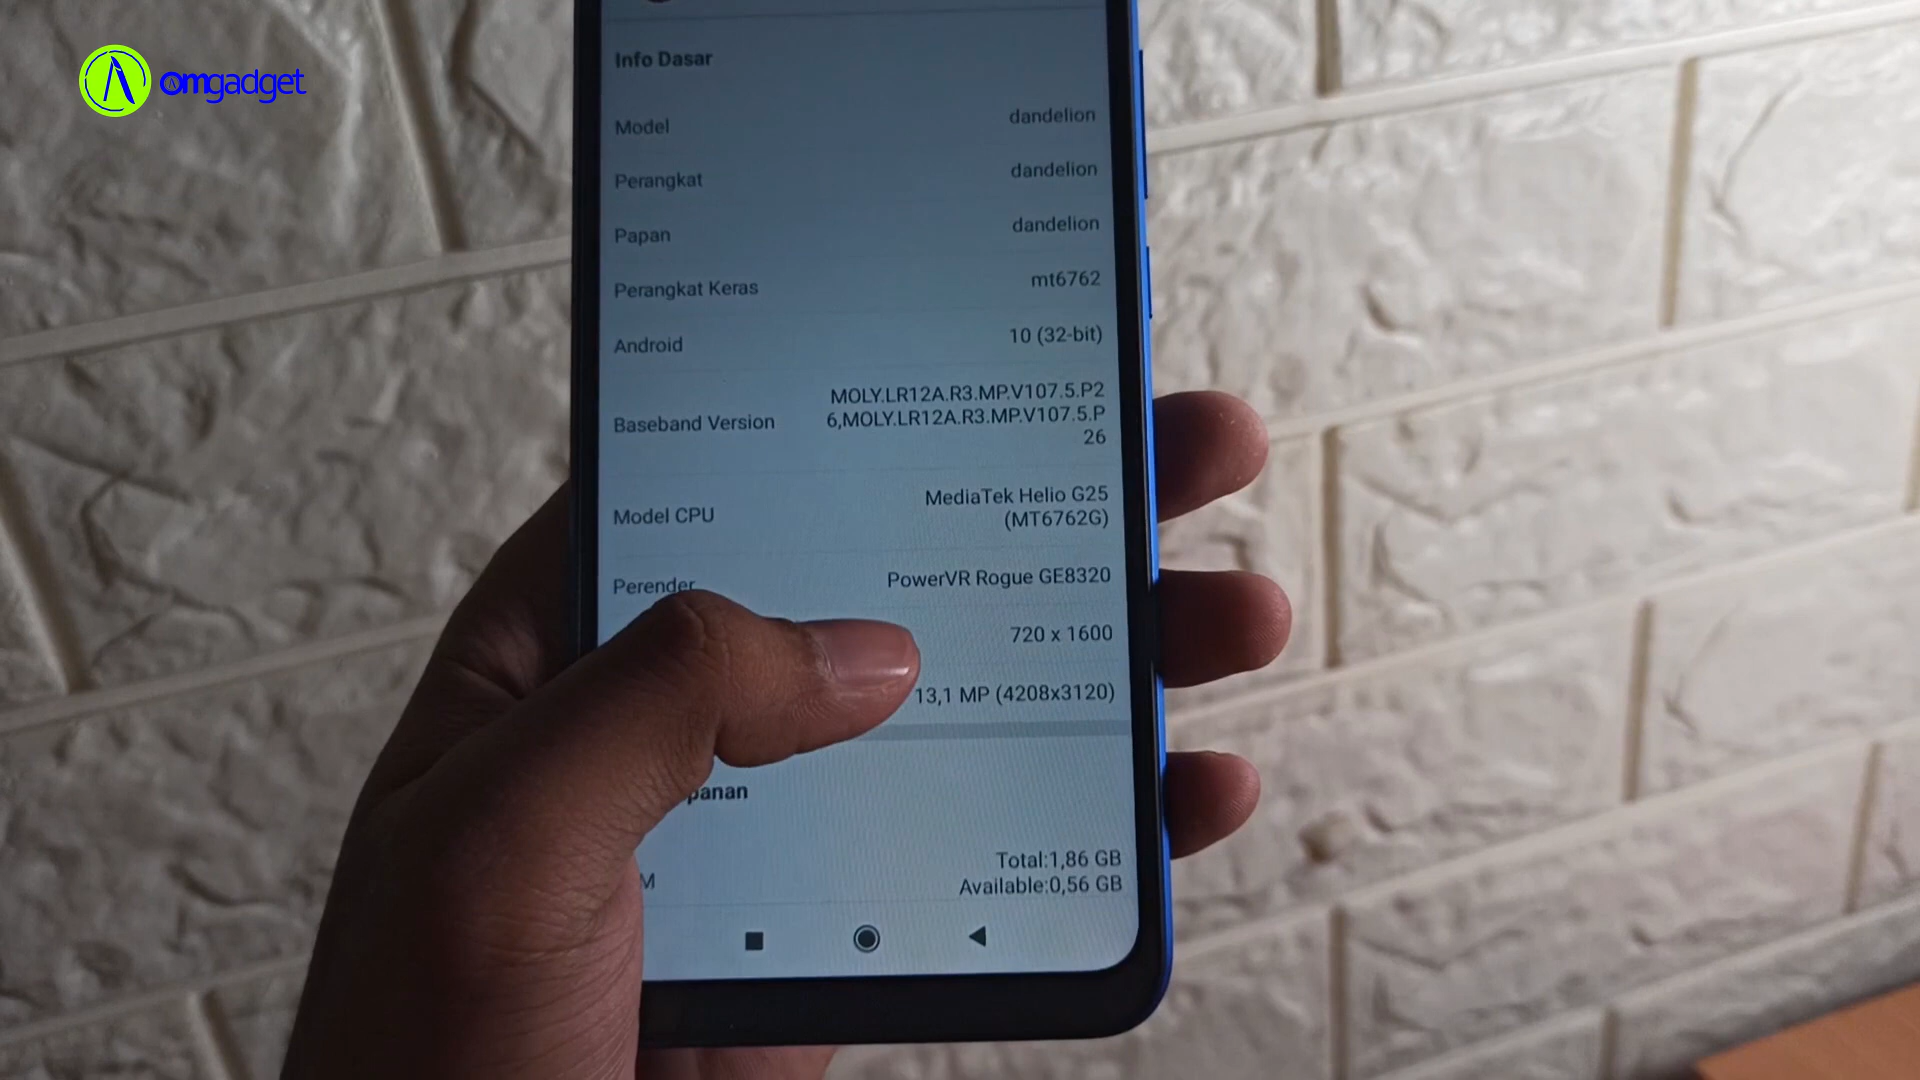 omgadget
Info Dasar
Model dandelion
Perangkat dandelion
Papan dandelion
Perangkat Keras mt6762
Android 10 (32-bit)
Baseband Version MOLY.LR12A.R3.MP.V107.5.P2
6,MOLY.LR12A.R3.MP.V107.5.P
26
Model CPU MediaTek Helio G25
(MT6762G)
Perender PowerVR Rogue GE8320
720 x 1600
13,1 MP (4208x3120)
panan
M Total:1,86 GB
Available:0,56 GB